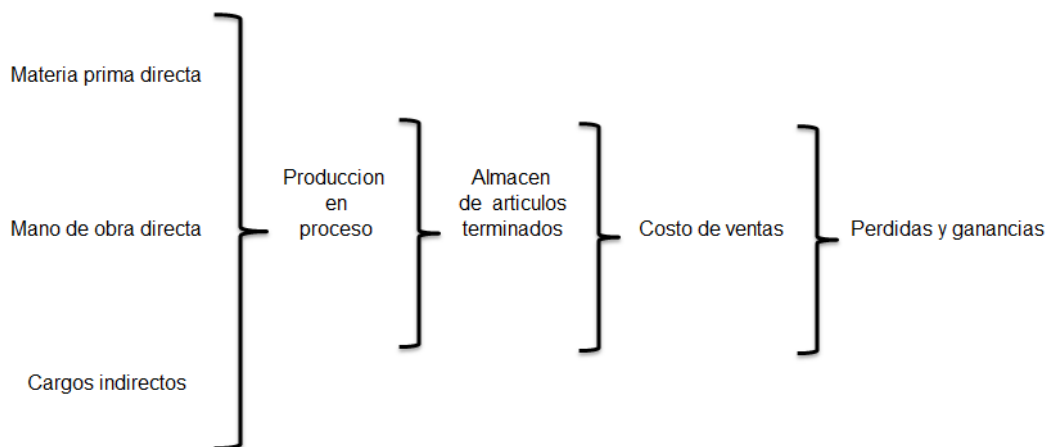 Materia prima directa
Mano de obra directa
Cargos indirectos
Produccion
en
proceso
Almacen
de articulos
terminados
Costo de ventas
Perdidas y ganancias